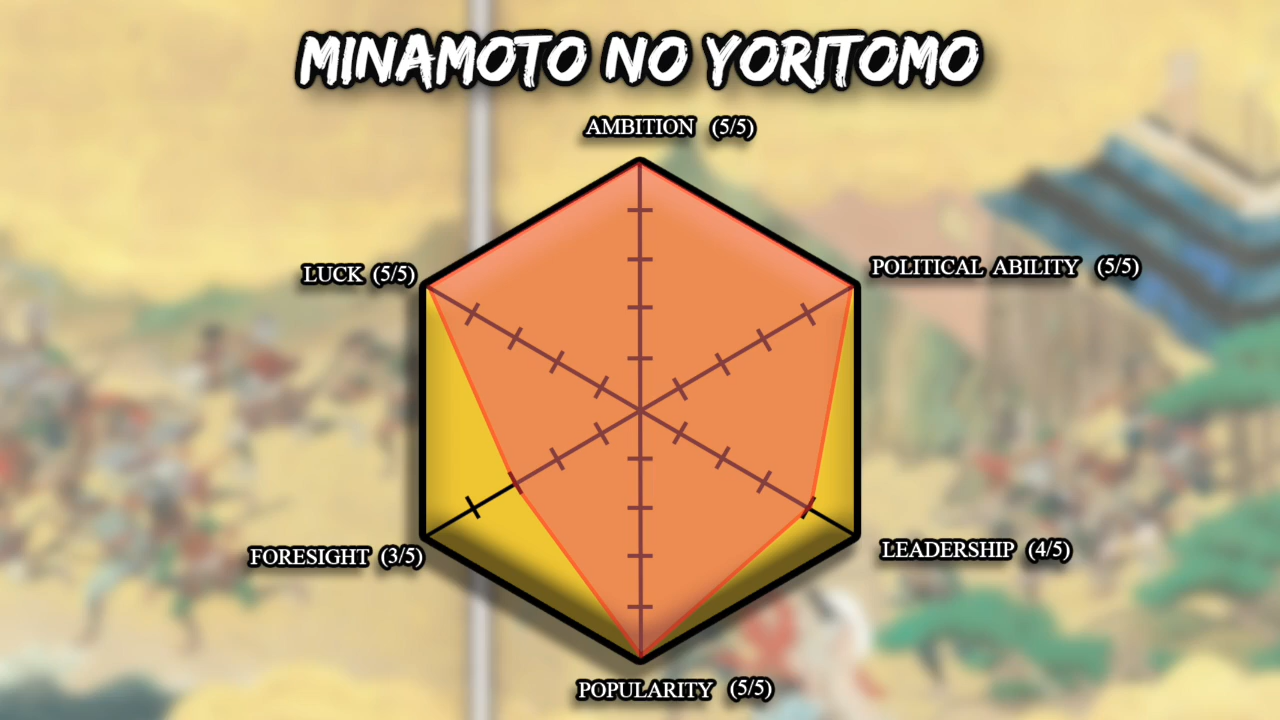 MINAMOTO NO YORITOMO
AMBITION (5/5)
LUCK (5/5)
POLITICAL ABILITY (5/5)
FORESIGHT (3/5)
LEADERSHIP (4/5)
POPULARITY (5/5)